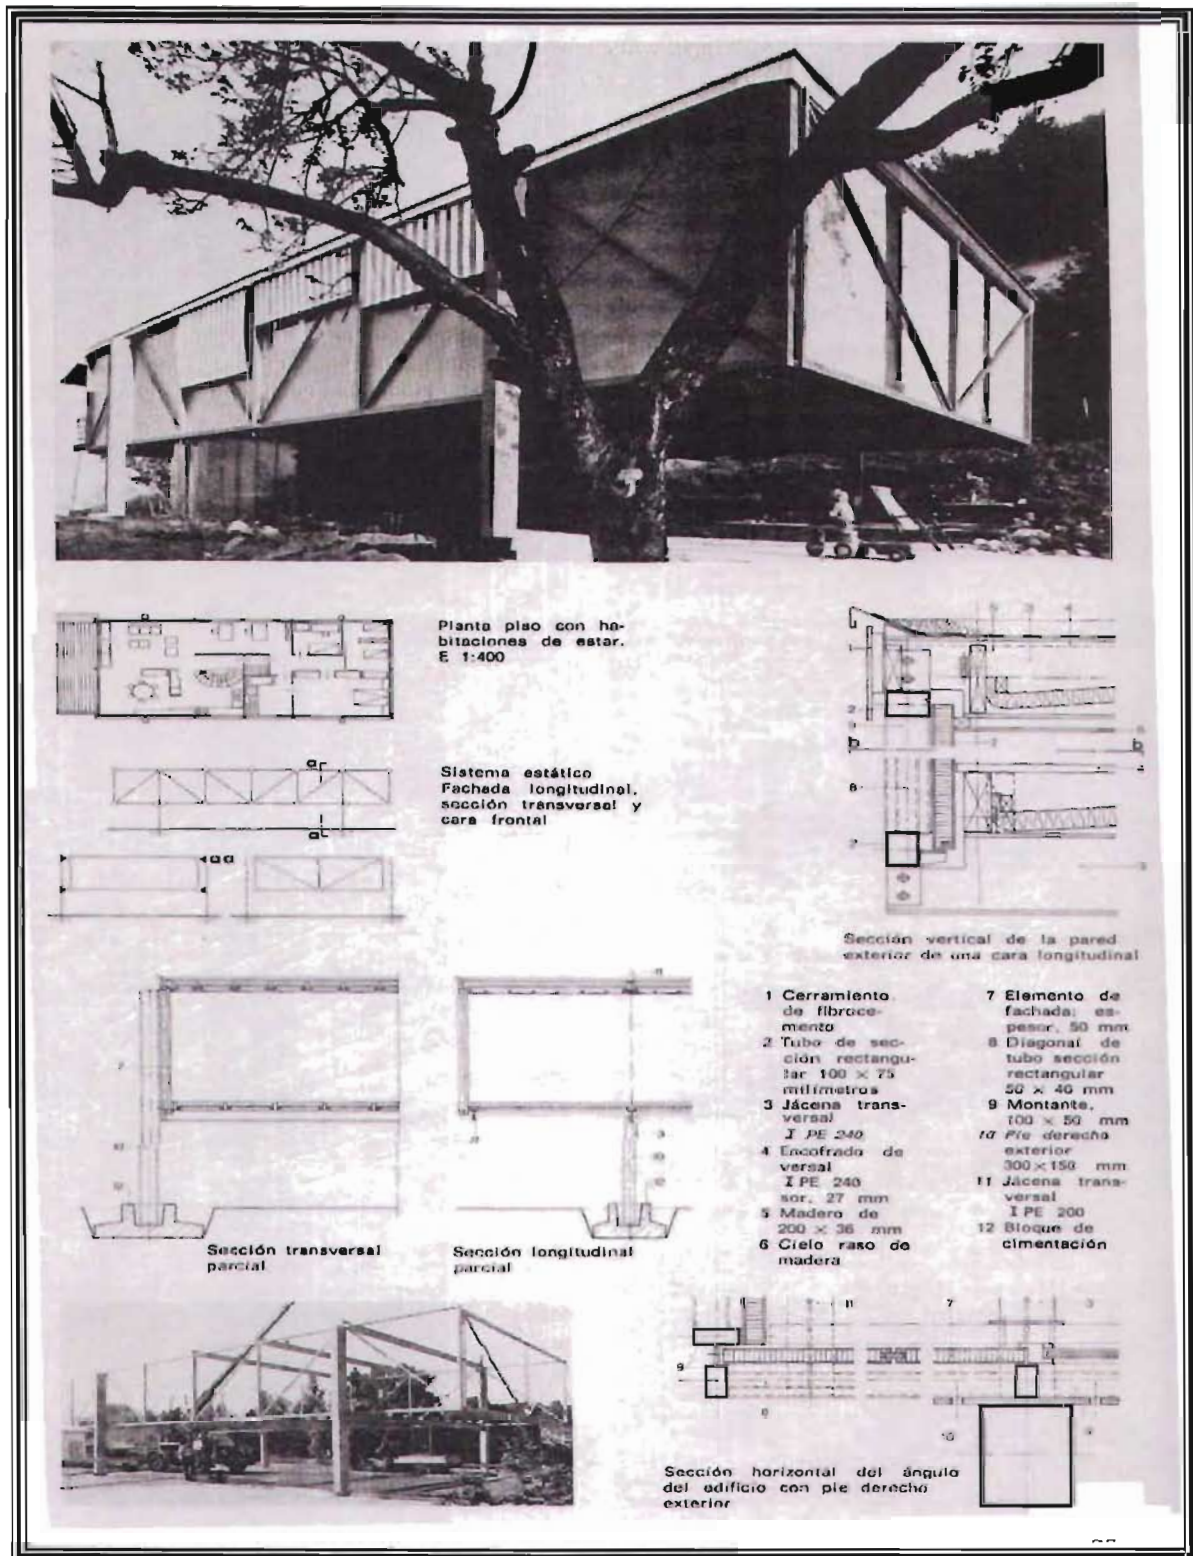 Planta piso con ha-
bitaciones de estar.
E 1:400
Sistema estático
Fachada longitudinal,
sección transversal y
cara frontal
a
a
a a
b
b
Sección vertical de la pared
exterior de una cara longitudinal
Sección transversal
parcial
Sección longitudinal
parcial
1 Cerramiento
de fibroce-
mento
2 Tubo de sec-
ción rectangu-
lar 100 × 75
milímetros
3 Jácena trans-
versal
I PE 240
4 Encofrado de
versal
I PE 240
sor, 27 mm
5 Madero de
200 × 36 mm
6 Cielo raso de
madera
7 Elemento de
fachada; es-
pesor, 50 mm
8 Diagonal de
tubo sección
rectangular
50 × 40 mm
9 Montante,
100 × 50 mm
10 Pie derecho
exterior
300×150 mm
11 Jácena trans-
versal
I PE 200
12 Bloque de
cimentación
11
7
3
9
10
Sección horizontal del ángulo
del edificio con pie derecho
exterior